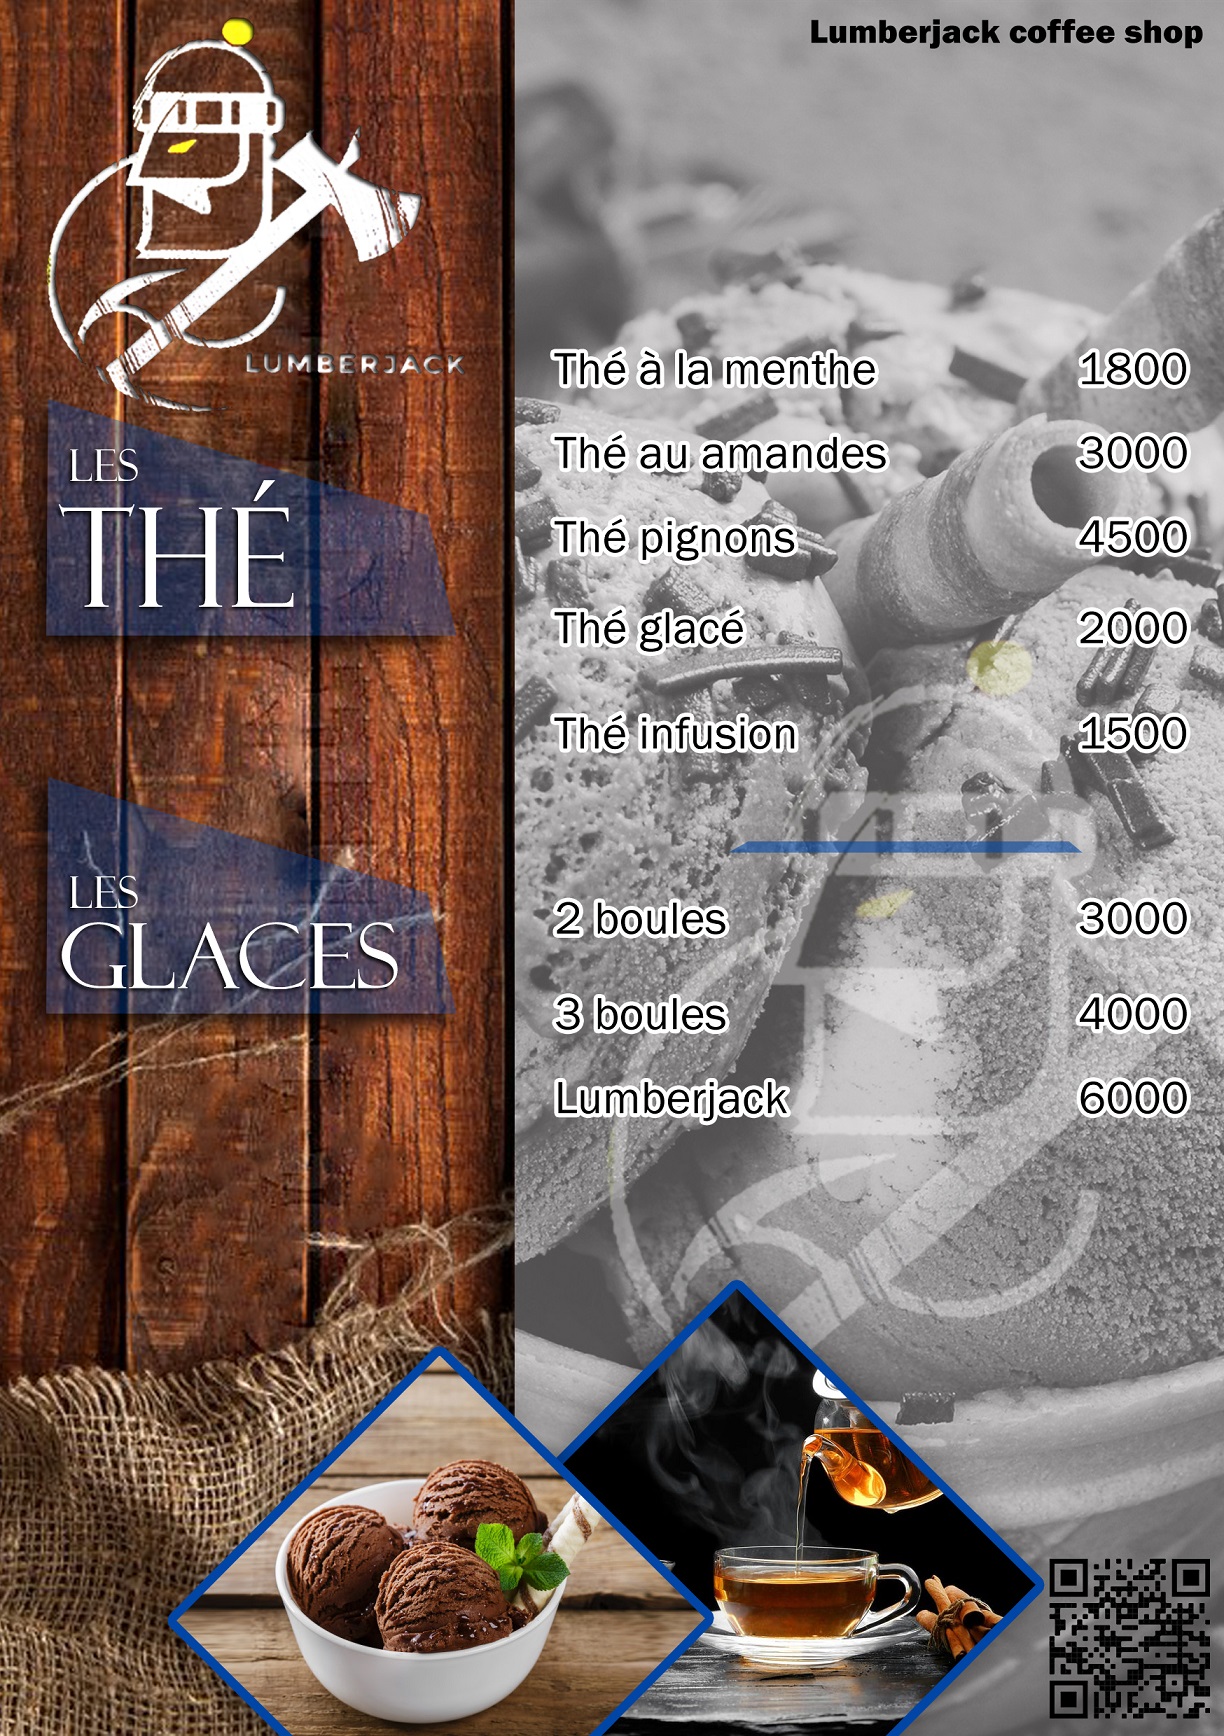 Lumberjack coffee shop
LUMBERJACK
LES
THÉ
Thé à la menthe 1800
Thé au amandes 3000
Thé pignons 4500
Thé glacé 2000
Thé infusion 1500
LES
GLACES
2 boules 3000
3 boules 4000
Lumberjack 6000